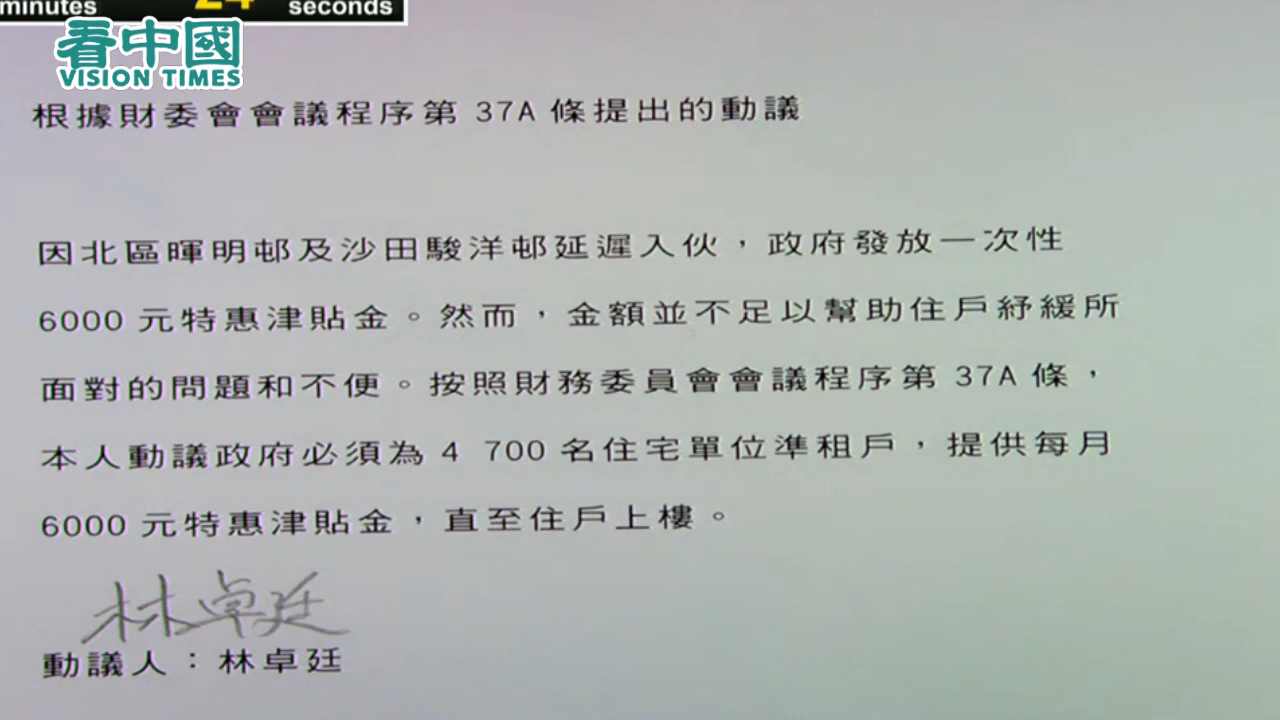 minutes 24 seconds
看中國
VISION TIMES
根據財委會會議程序第 37A 條提出的動議
因北區暉明邨及沙田駿洋邨延遲入伙，政府發放一次性
6000 元特惠津貼金。然而，金額並不足以幫助住戶紓緩所
面對的問題和不便。按照財務委員會會議程序第 37A 條，
本人動議政府必須為 4 700 名住宅單位準租戶，提供每月
6000 元特惠津貼金，直至住戶上樓。
林卓廷
動議人：林卓廷